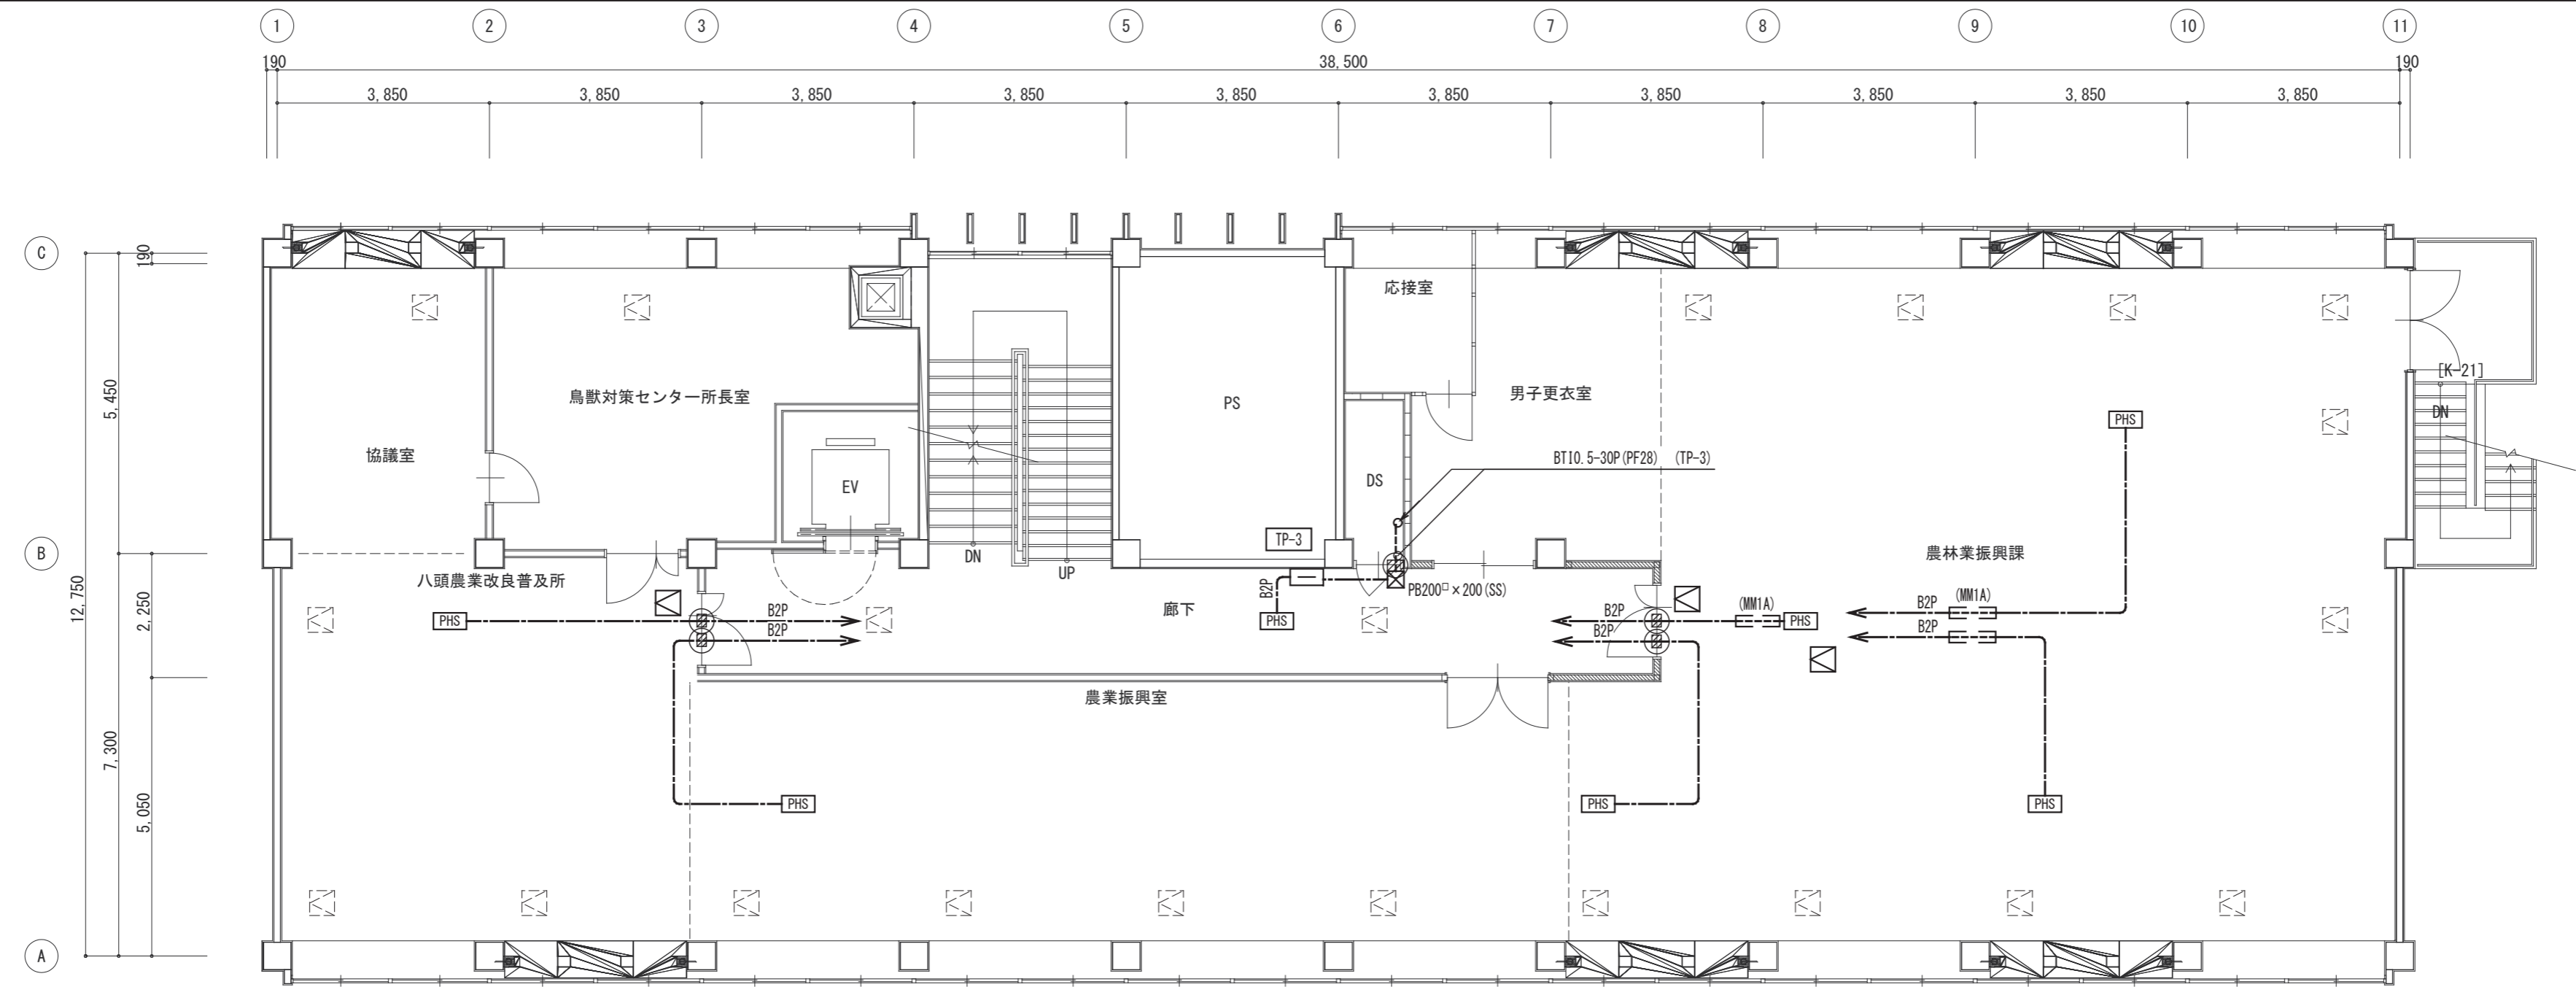 1 2 3 4 5 6 7 8 9 10 11
190 38,500 190
3,850 3,850 3,850 3,850 3,850 3,850 3,850 3,850 3,850 3,850
C
190
応接室
[K-21]
5,450
鳥獣対策センター所長室
PS
男子更衣室
DN
PHS
協議室
BTI0.5-30P(PF28) (TP-3)
EV
DS
TP-3
B
DN
UP
農林業振興課
八頭農業改良普及所
B2P
PB200□×200(SS)
12,750
2,250
PHS
B2P
B2P
PHS
廊下
B2P
B2P
(MM1A)
PHS
B2P
(MM1A)
B2P
農業振興室
7,300
5,050
PHS
PHS
PHS
A